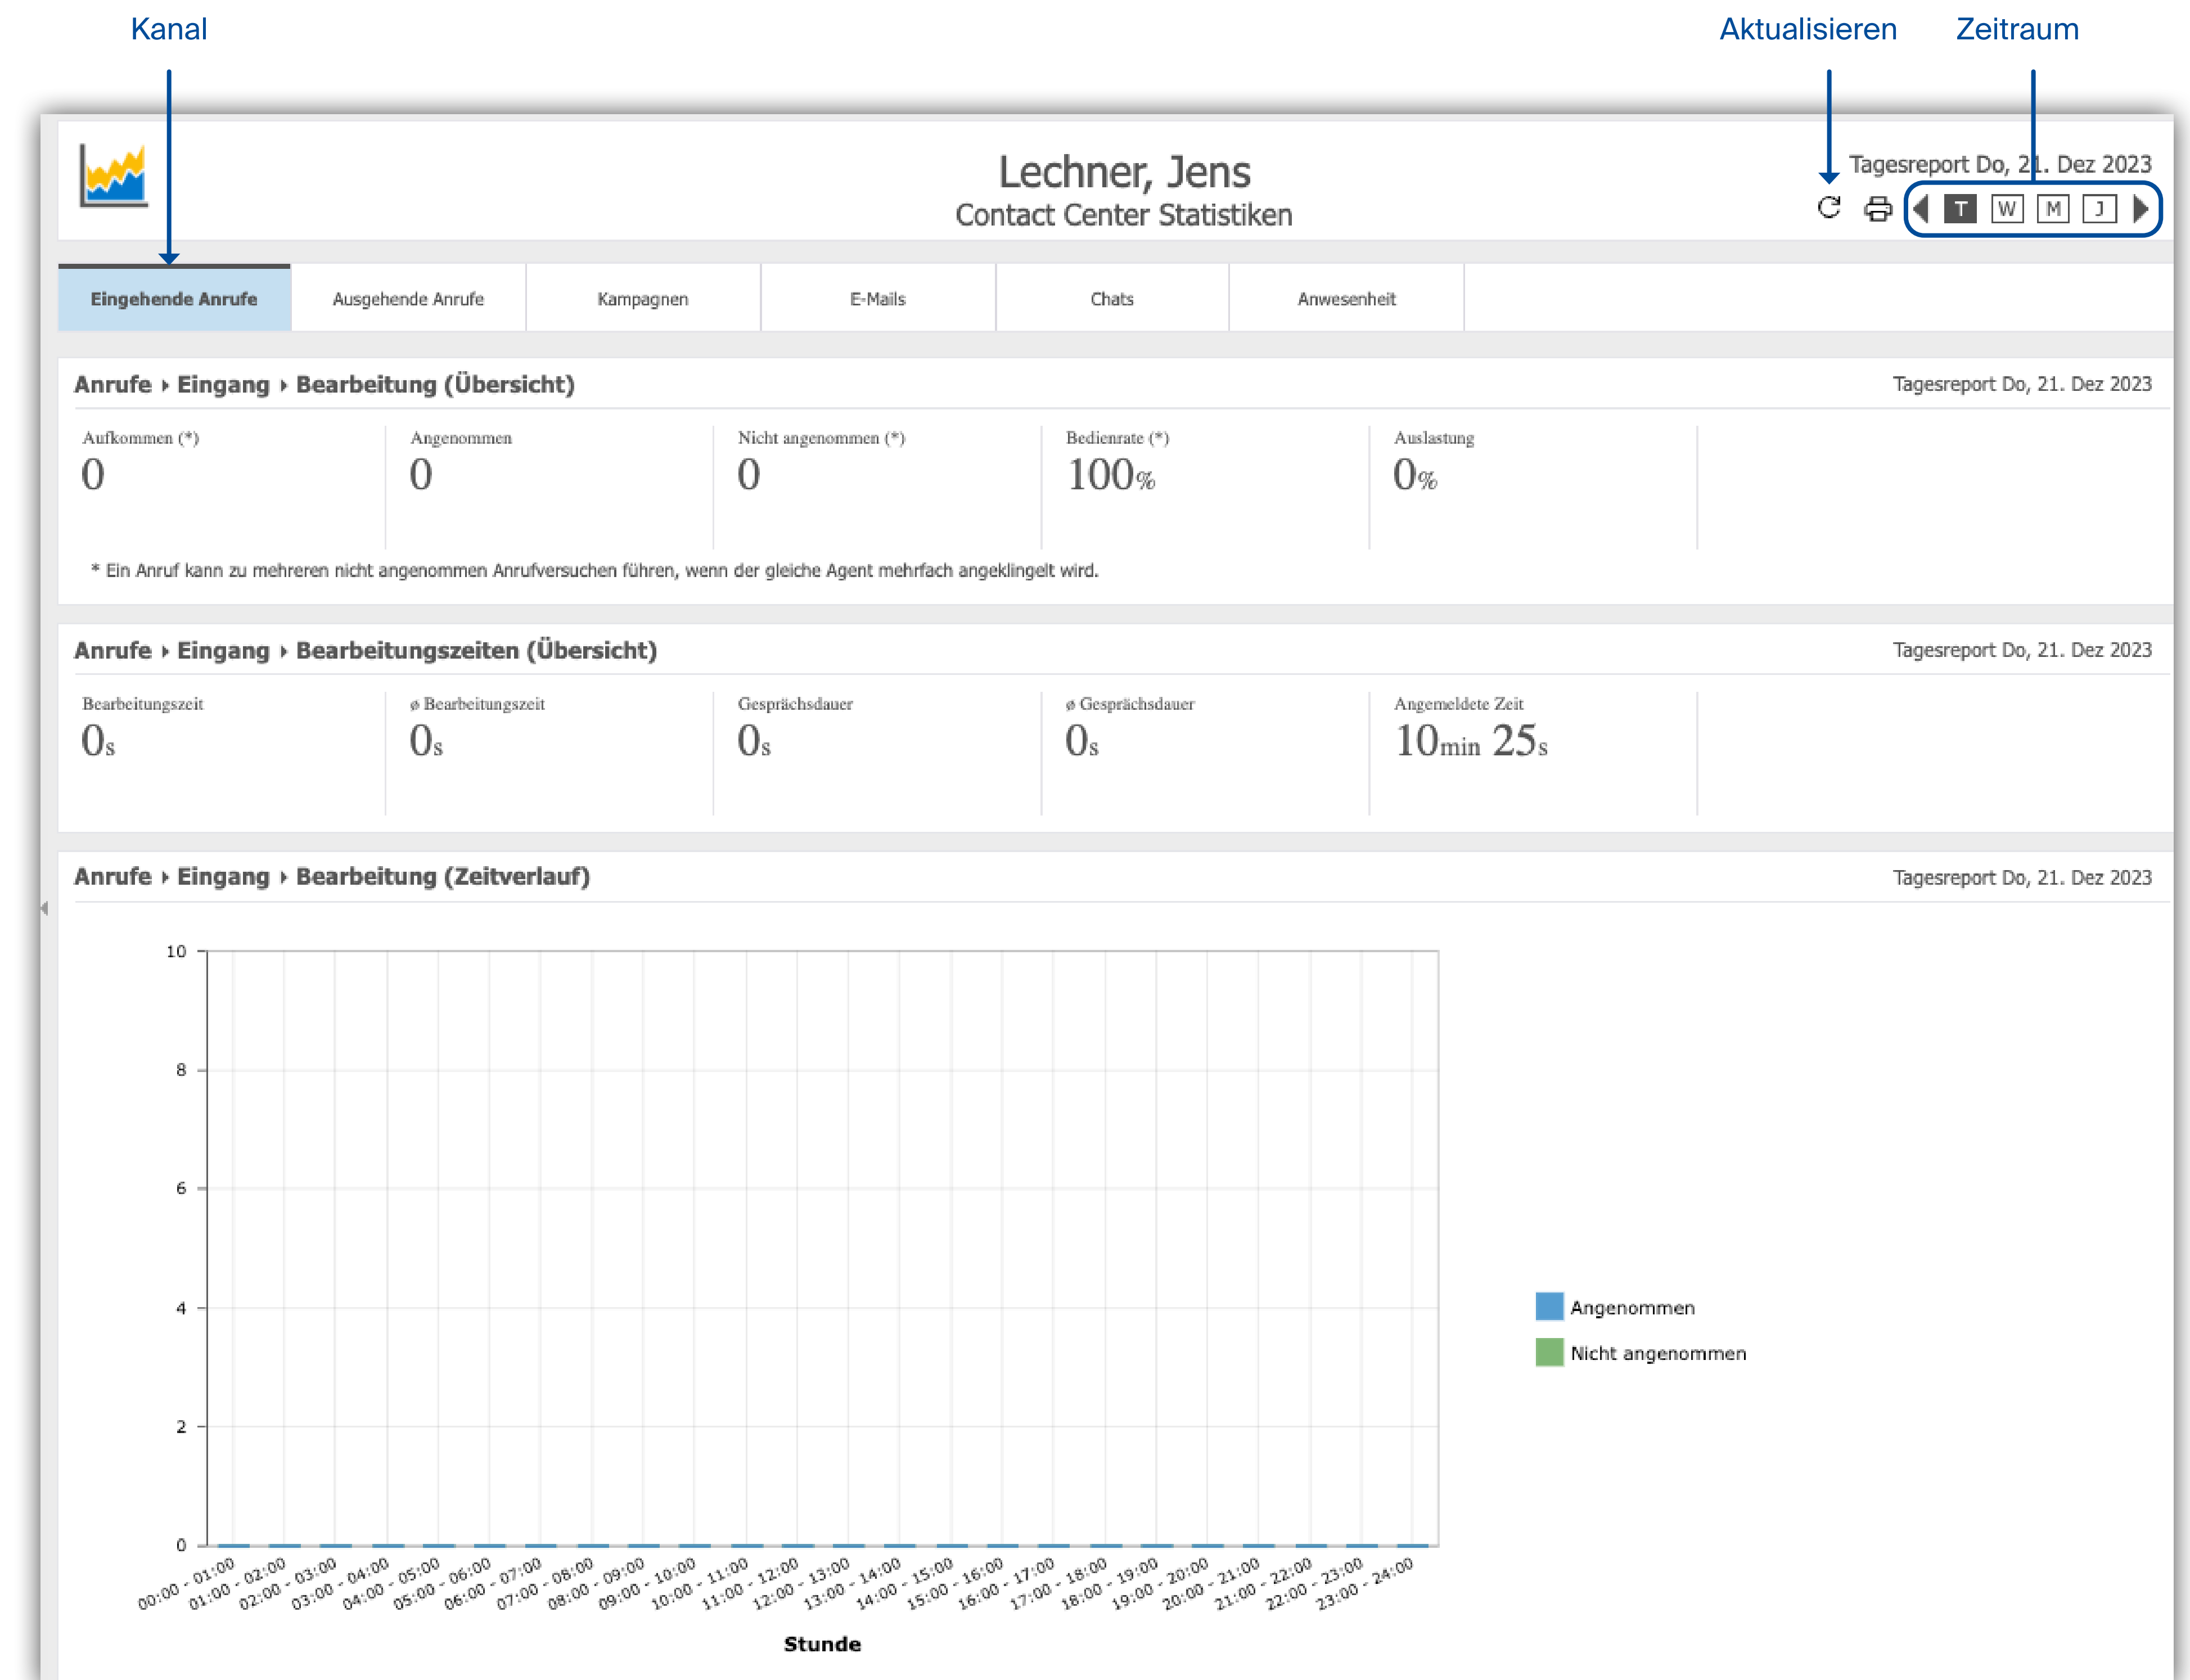 Kanal
Aktualisieren
Zeitraum
Lechner, Jens
Contact Center Statistiken
Tagesreport Do, 21. Dez 2023
T W M J
Eingehende Anrufe
Ausgehende Anrufe
Kampagnen
E-Mails
Chats
Anwesenheit
Anrufe ▸ Eingang ▸ Bearbeitung (Übersicht)
Tagesreport Do, 21. Dez 2023
Aufkommen (*)
0
Angenommen
0
Nicht angenommen (*)
0
Bedienrate (*)
100%
Auslastung
0%
* Ein Anruf kann zu mehreren nicht angenommen Anrufversuchen führen, wenn der gleiche Agent mehrfach angeklingelt wird.
Anrufe ▸ Eingang ▸ Bearbeitungszeiten (Übersicht)
Tagesreport Do, 21. Dez 2023
Bearbeitungszeit
0s
ø Bearbeitungszeit
0s
Gesprächsdauer
0s
ø Gesprächsdauer
0s
Angemeldete Zeit
10min 25s
Anrufe ▸ Eingang ▸ Bearbeitung (Zeitverlauf)
Tagesreport Do, 21. Dez 2023
10
8
6
4
2
0
Angenommen
Nicht angenommen
00:00 - 01:00
01:00 - 02:00
02:00 - 03:00
03:00 - 04:00
04:00 - 05:00
05:00 - 06:00
06:00 - 07:00
07:00 - 08:00
08:00 - 09:00
09:00 - 10:00
10:00 - 11:00
11:00 - 12:00
12:00 - 13:00
13:00 - 14:00
14:00 - 15:00
15:00 - 16:00
16:00 - 17:00
17:00 - 18:00
18:00 - 19:00
19:00 - 20:00
20:00 - 21:00
21:00 - 22:00
22:00 - 23:00
23:00 - 24:00
Stunde